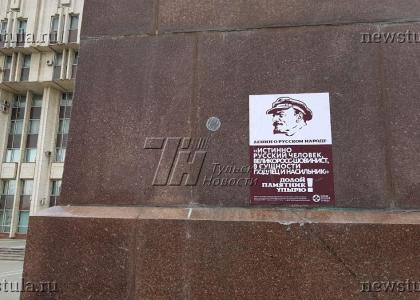 newstula.ru
newstula.ru
ЛЕНИН О РУССКОМ НАРОДЕ
«ИСТИННО
РУССКИЙ ЧЕЛОВЕК,
ВЕЛИКОРОСС-ШОВИНИСТ,
В СУЩНОСТИ
ПОДЛЕЦ И НАСИЛЬНИК»
ДОЛОЙ
ПАМЯТНИК
УПЫРЮ!
ТН
Тульские
Новости
newstula.ru
newstula.ru